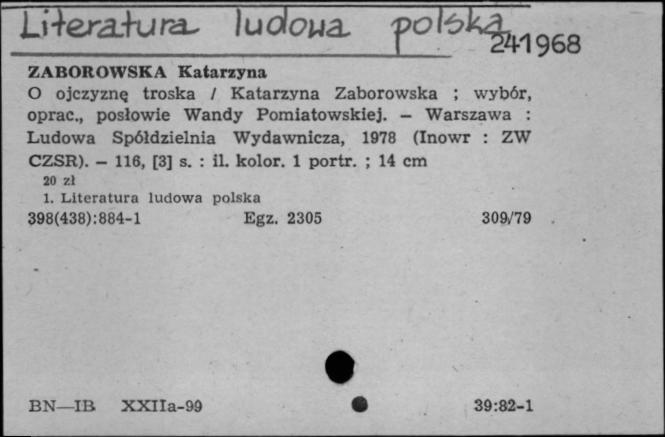 Literatura ludowa polska
241968
ZABOROWSKA Katarzyna
O ojczyznę troska / Katarzyna Zaborowska ; wybór,
oprac., posłowie Wandy Pomiatowskiej. — Warszawa :
Ludowa Spółdzielnia Wydawnicza, 1978 (Inowr : ZW
CZSR). — 116, [3] s. : il. kolor. 1 portr. ; 14 cm
20 zł
1. Literatura ludowa polska
398(438):884-1 Egz. 2305 309/79
BN—IB XXIIa-99 39:82-1